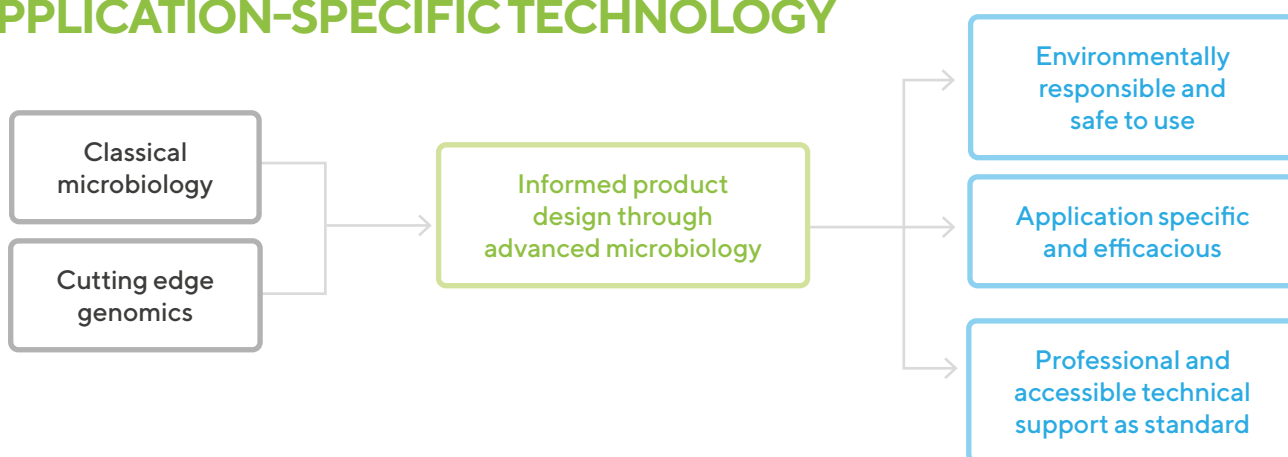 PPLICATION-SPECIFIC TECHNOLOGY
Classical
microbiology
Cutting edge
genomics
Informed product
design through
advanced microbiology
Environmentally
responsible and
safe to use
Application specific
and efficacious
Professional and
accessible technical
support as standard